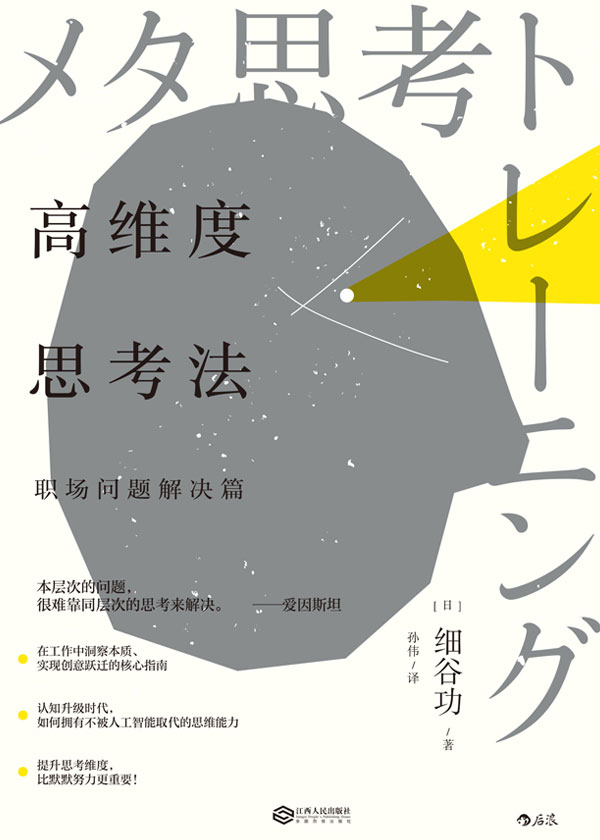 メタ思考トレーニング
高维度
思考法
职场问题解决篇
本层次的问题，
很难靠同层次的思考来解决。 ——爱因斯坦
在工作中洞察本质、
实现创意跃迁的核心指南
认知升级时代，
如何拥有不被人工智能取代的思维能力
提升思考维度，
比默默努力更重要！
[日]
细谷功/著
孙伟/译
江西人民出版社
后浪